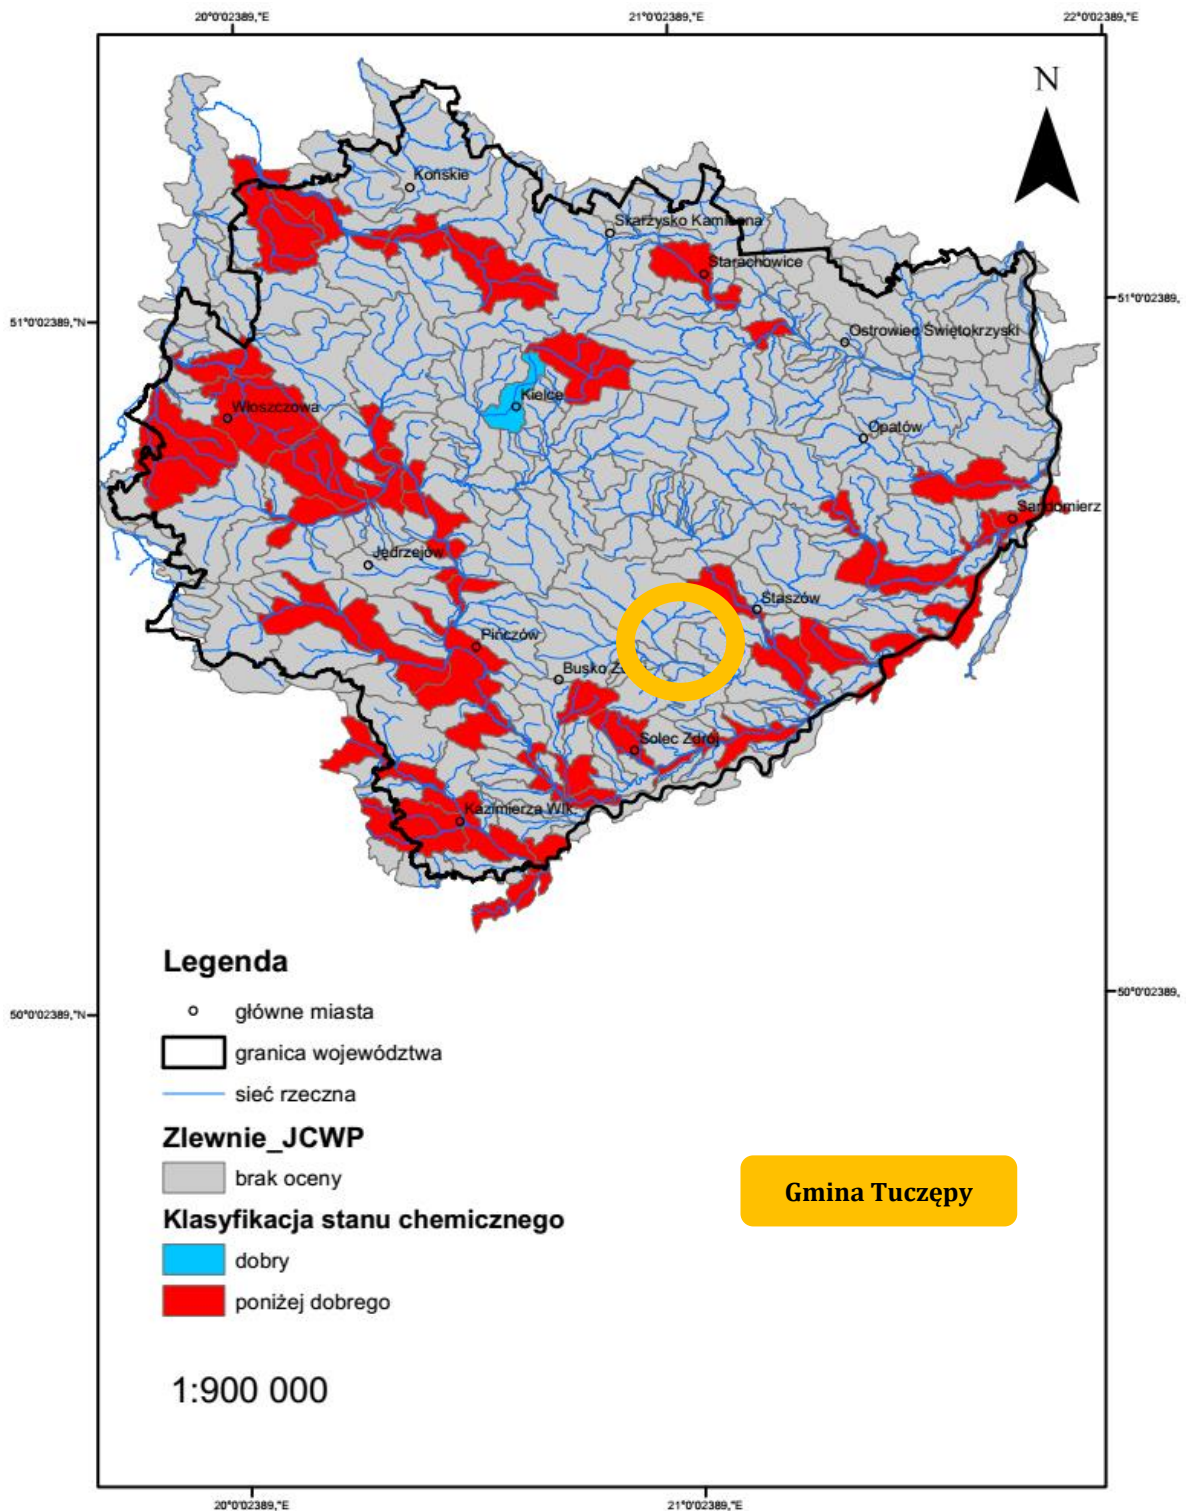 20°0'02389,"E 21°0'02389,"E 22°0'02389,"E
N
Końskie
Skarżysko Kamienna
Starachowice
51°0'02389,"N
51°0'02389,
Ostrowiec Świętokrzyski
Kielce
Włoszczowa
Opatów
Sandomierz
Jędrzejów
Staszów
Pińczów
Busko
Solec Zdrój
Kazimierza Wlk.
Legenda
główne miasta
50°0'02389,"N
50°0'02389,
granica województwa
sieć rzeczna
Zlewnie_JCWP
brak oceny
Gmina Tuczępy
Klasyfikacja stanu chemicznego
dobry
poniżej dobrego
1:900 000
20°0'02389,"E 21°0'02389,"E